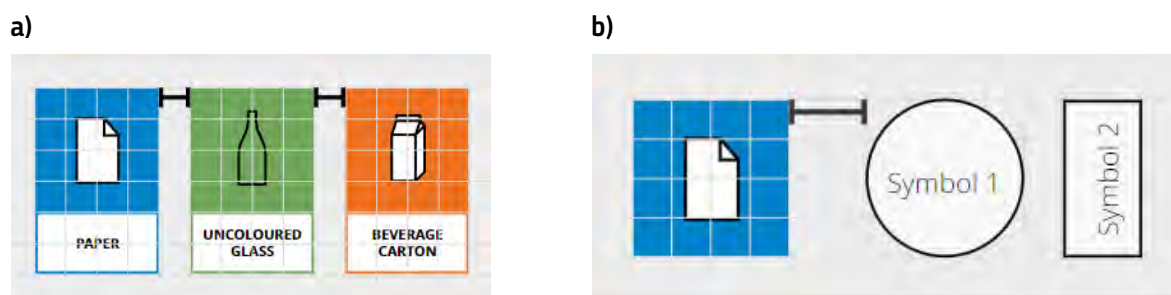 a)
b)
PAPER
UNCOLOURED
GLASS
BEVERAGE
CARTON
Symbol 1
Symbol 2